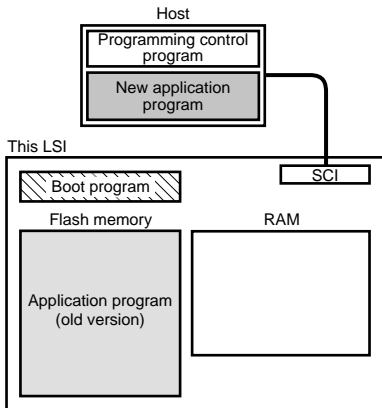 Host
Programming control
program
New application
program
This LSI
SCI
Boot program
Flash memory
RAM
Application program
(old version)